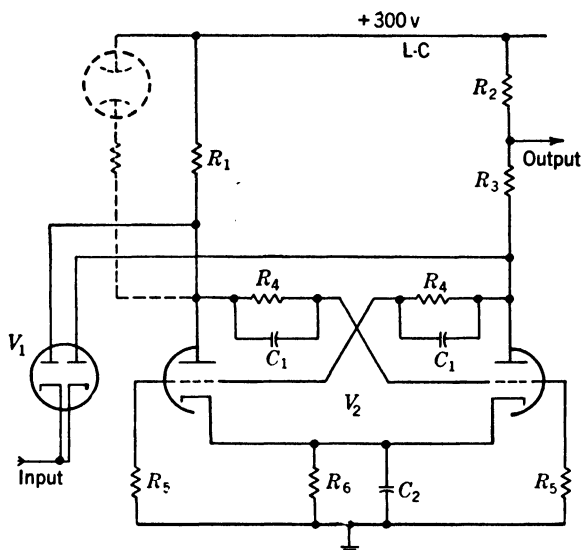 +300 v
L-C
R2
Output
R1
R3
R4
R4
C1
C1
V1
V2
Input
R5
R6
C2
R5